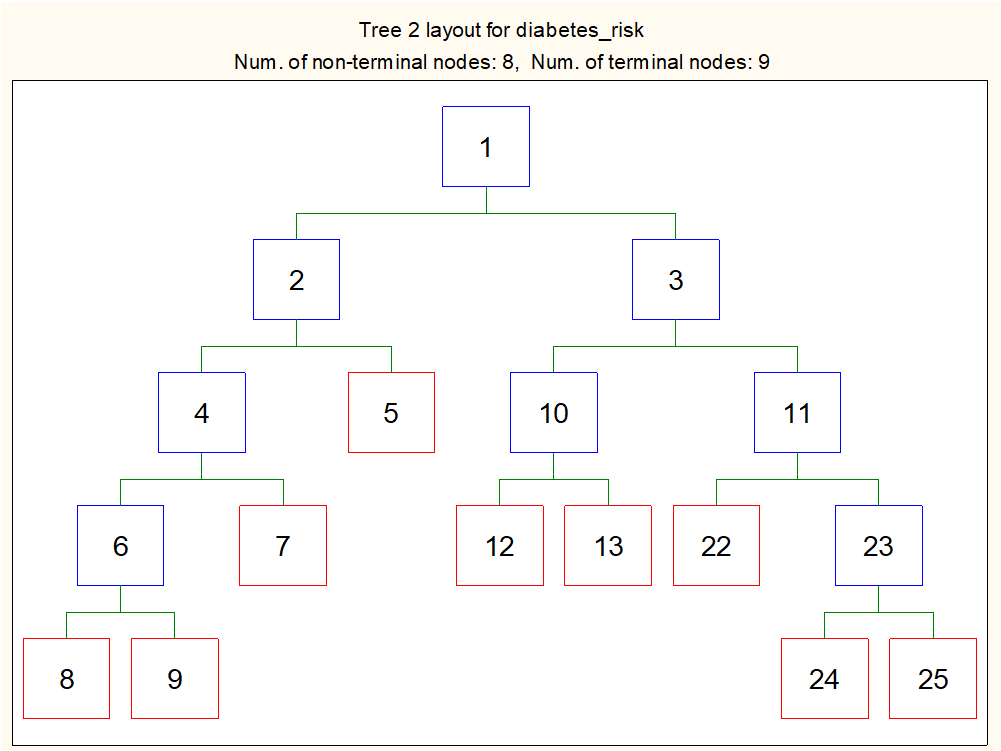 Tree 2 layout for diabetes_risk
Num. of non-terminal nodes: 8,  Num. of terminal nodes: 9
1
2 3
4 5 10 11
6 7 12 13 22 23
8 9 24 25